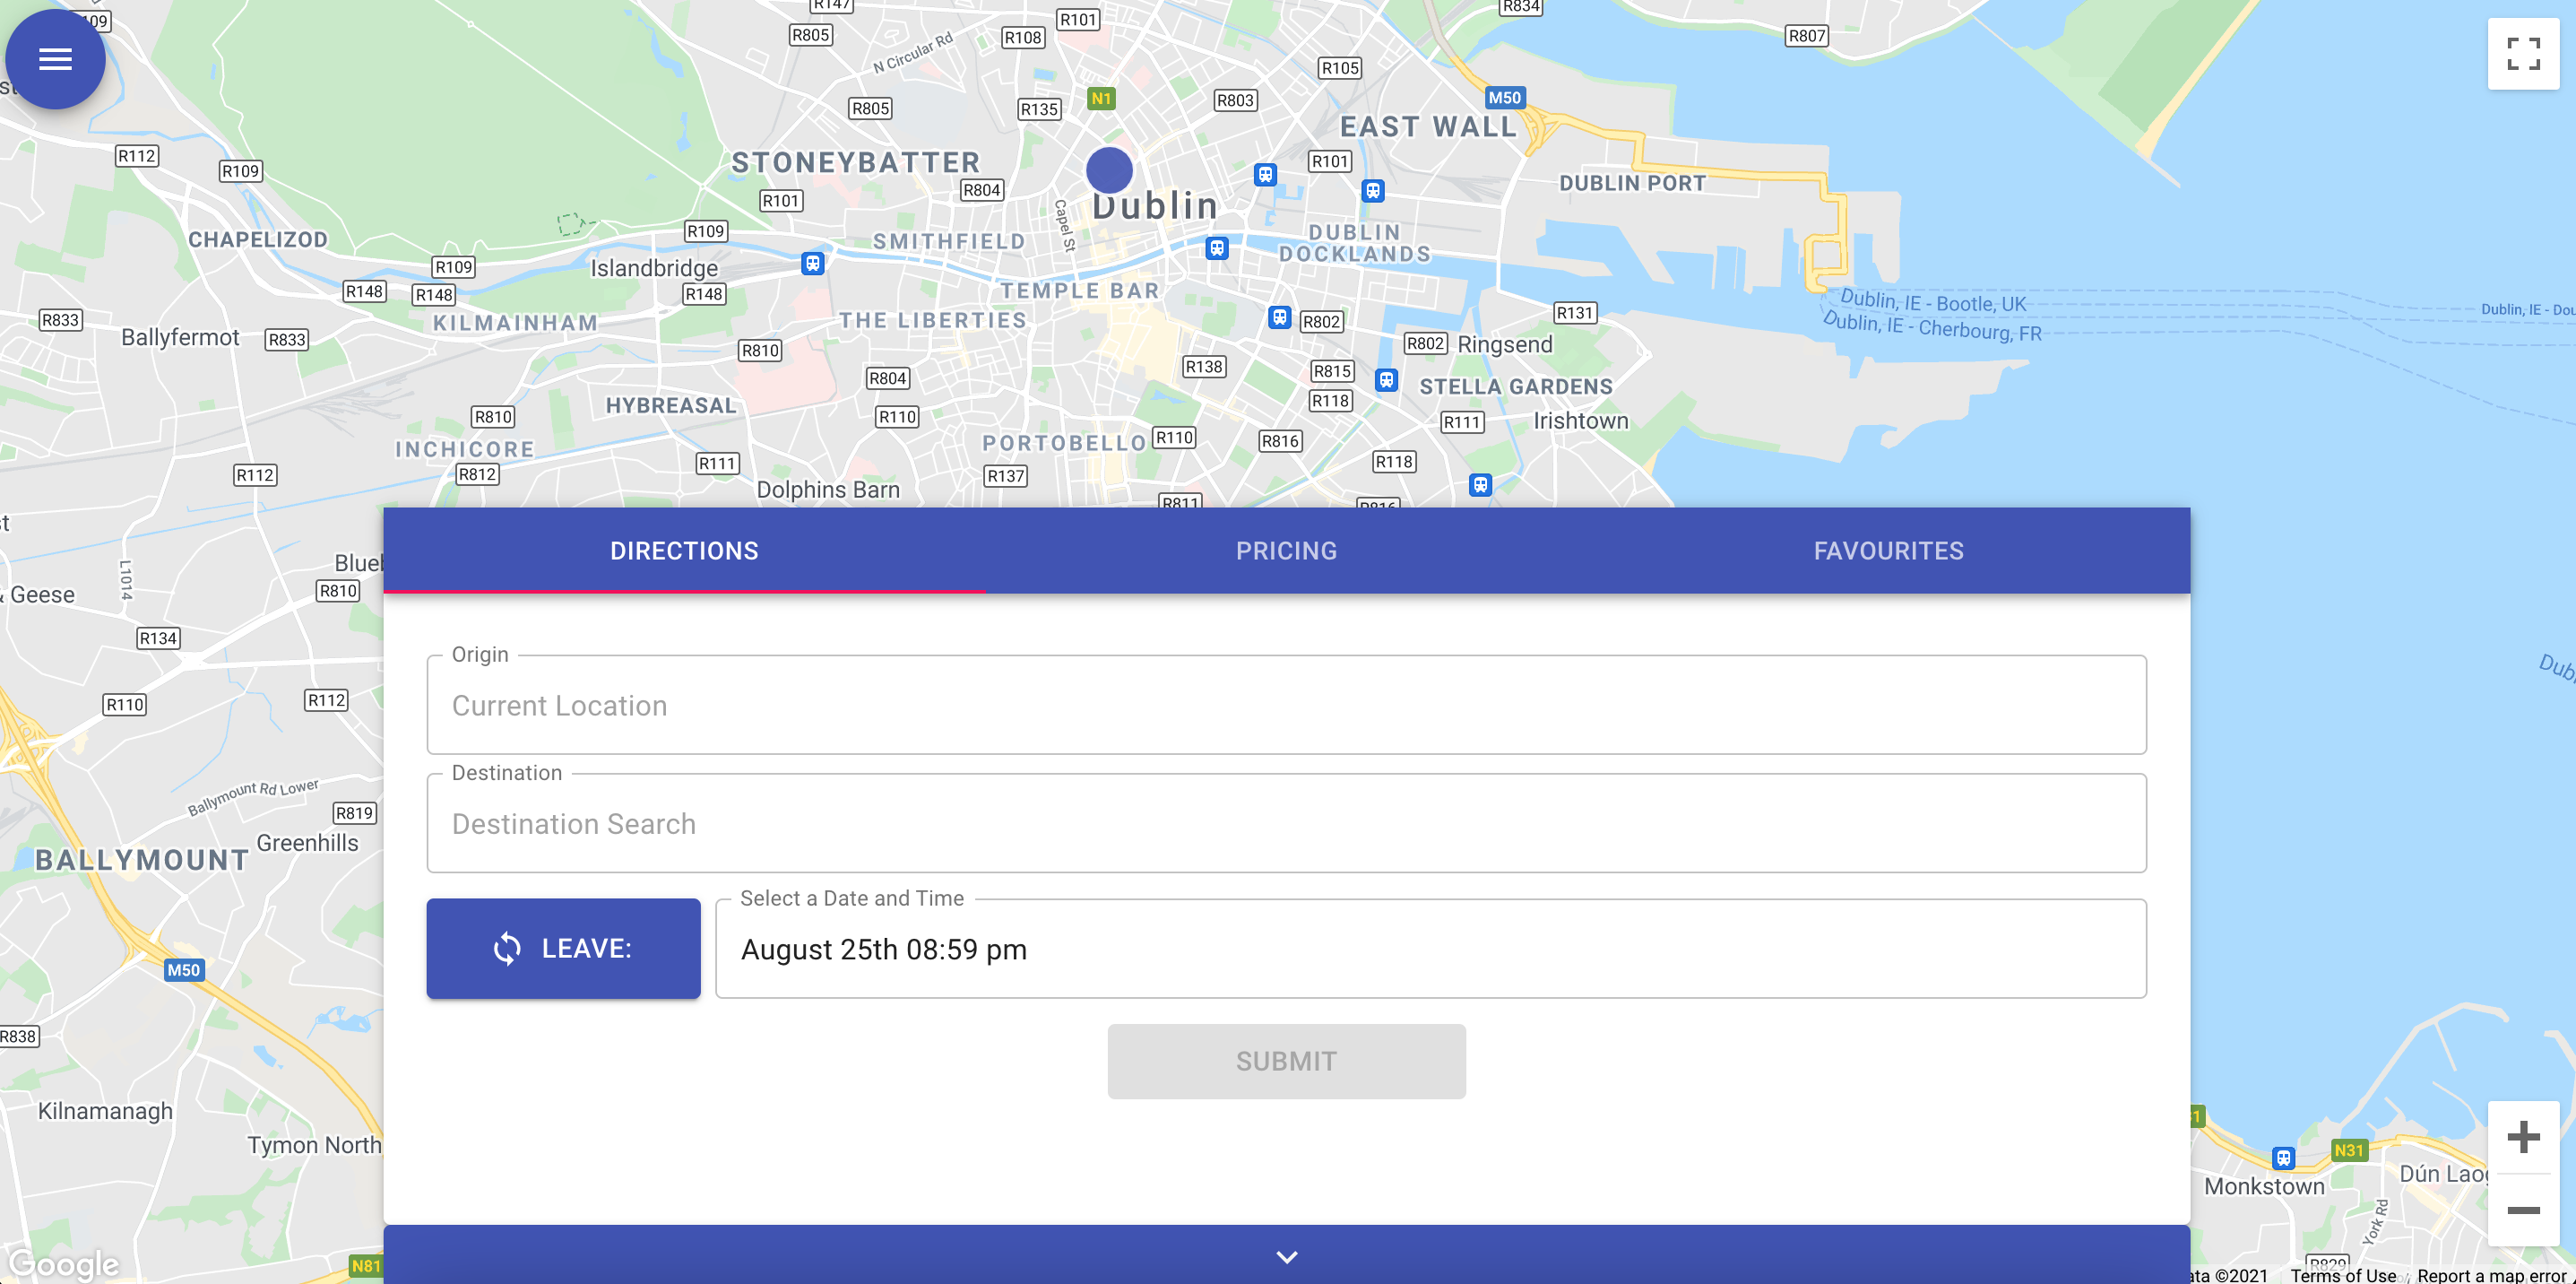 R147
R834
109
R101
R805
R108
N Circular Rd
R807
R105
R805
R135
N1
R803
M50
EAST WALL
R112
R109
STONEYBATTER
R101
R804
DUBLIN PORT
R101
Dublin
Capel St
CHAPELIZOD
R109
SMITHFIELD
DUBLIN
DOCKLANDS
R109
Islandbridge
R148
R148
R148
TEMPLE BAR
Dublin, IE - Bootle, UK
Dublin, IE - Cherbourg, FR
Dublin, IE - Dou
R833
Ballyfermot
R833
KILMAINHAM
THE LIBERTIES
R802
R131
R810
R802
Ringsend
R138
R804
R815
STELLA GARDENS
HYBREASAL
R118
R810
R110
R111
Irishtown
INCHICORE
PORTOBELLO
R110
R816
R112
R812
R111
R137
R118
Dolphins Barn
R811
R816
DIRECTIONS
PRICING
FAVOURITES
L1014
Blueb
R810
& Geese
R134
R112
R110
Origin
Current Location
Destination
Destination Search
Ballymount Rd Lower
R819
Greenhills
BALLYMOUNT
LEAVE:
Select a Date and Time
August 25th 08:59 pm
M50
R838
SUBMIT
Kilnamanagh
Tymon North
Dubl
N31
Dún Laog
Monkstown
York Rd
R829
N81
Google
ata ©2021
Terms of Use
Report a map error